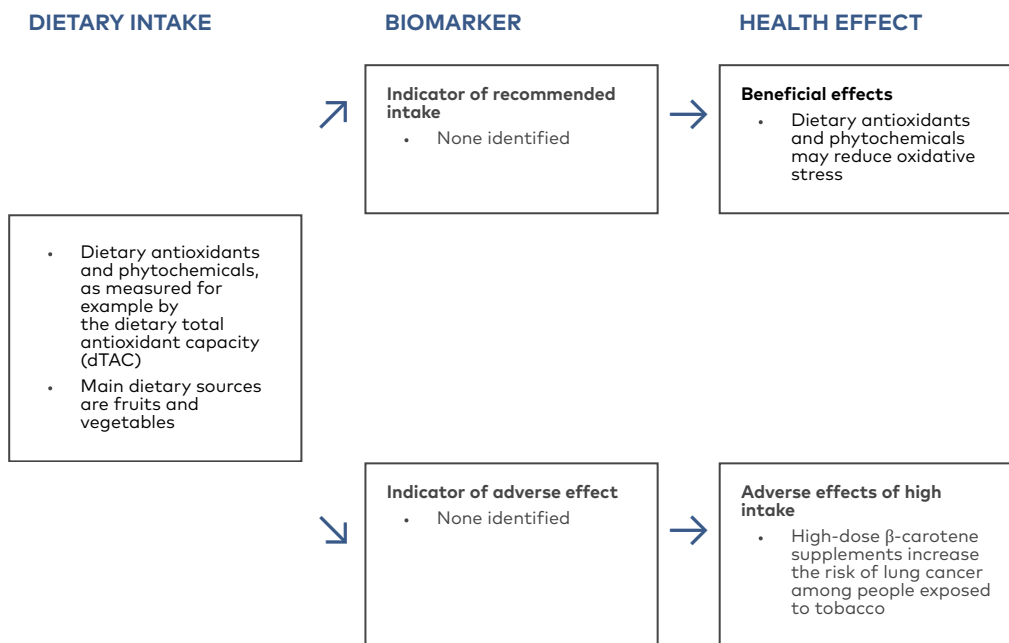 DIETARY INTAKE
BIOMARKER
HEALTH EFFECT
Indicator of recommended
intake
• None identified
Beneficial effects
• Dietary antioxidants
and phytochemicals
may reduce oxidative
stress
• Dietary antioxidants
and phytochemicals,
as measured for
example by
the dietary total
antioxidant capacity
(dTAC)
• Main dietary sources
are fruits and
vegetables
Indicator of adverse effect
• None identified
Adverse effects of high
intake
• High-dose β-carotene
supplements increase
the risk of lung cancer
among people exposed
to tobacco